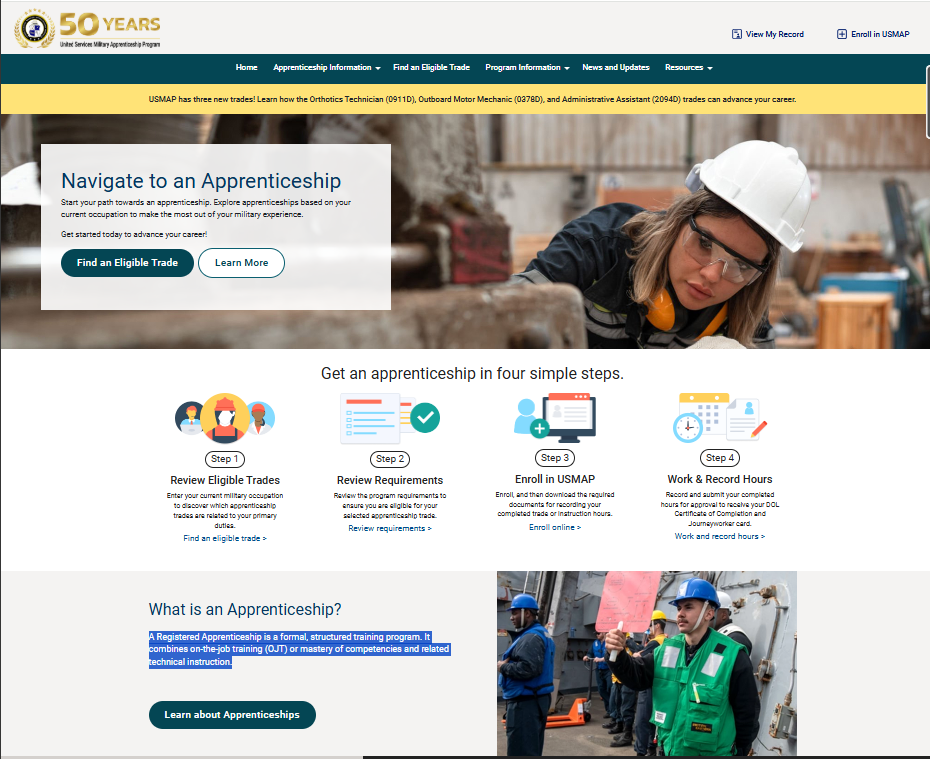 50 YEARS
United Services Military Apprenticeship Program
View My Record
Enroll in USMAP
Home
Apprenticeship Information
Find an Eligible Trade
Program Information
News and Updates
Resources
USMAP has three new trades! Learn how the Orthotics Technician (0911D), Outboard Motor Mechanic (0378D), and Administrative Assistant (2094D) trades can advance your career.
Navigate to an Apprenticeship
Start your path towards an apprenticeship. Explore apprenticeships based on your
current occupation to make the most out of your military experience.
Get started today to advance your career!
Find an Eligible Trade
Learn More
Get an apprenticeship in four simple steps.
Step 1
Review Eligible Trades
Enter your current military occupation
to discover which apprenticeship
trades are related to your primary
duties.
Find an eligible trade >
Step 2
Review Requirements
Review the program requirements to
ensure you are eligible for your
selected apprenticeship trade.
Review requirements >
Step 3
Enroll in USMAP
Enroll, and then download the required
documents for recording your
completed trade or instruction hours.
Enroll online >
Step 4
Work & Record Hours
Record and submit your completed
hours for approval to receive your DOL
Certificate of Completion and
Journeyworker card.
Work and record hours >
What is an Apprenticeship?
A Registered Apprenticeship is a formal, structured training program. It
combines on-the-job training (OJT) or mastery of competencies and related
technical instruction.
Learn about Apprenticeships